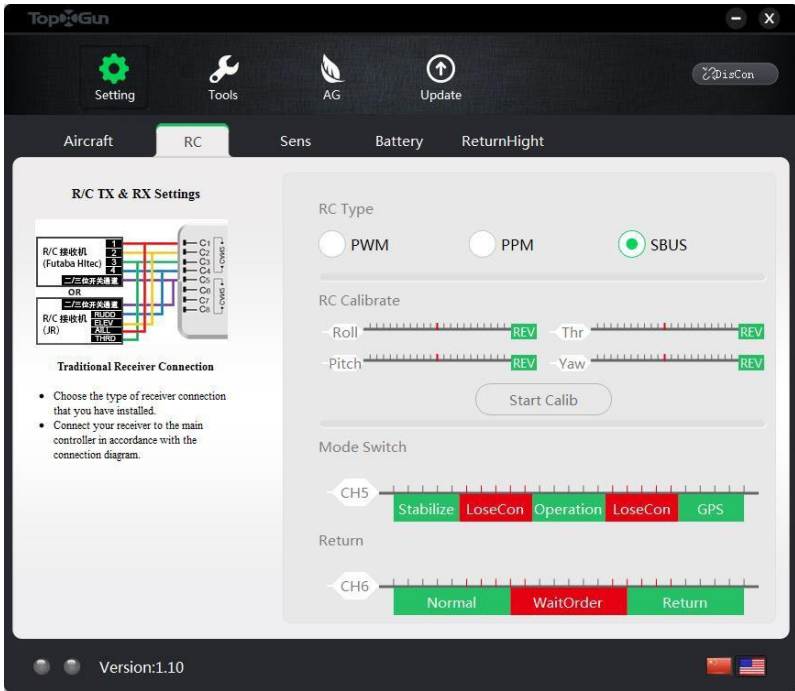 TopGun
Setting
Tools
AG
Update
DisCon
Aircraft
RC
Sens
Battery
ReturnHight
R/C TX & RX Settings
R/C 接收机
(Futaba HItec)
1
2
3
4
二/三位开关通道
OR
二/三位开关通道
R/C 接收机
(JR)
RUDD
ELEV
AILL
THRD
C1
C2
C3
C4
C5
C6
C7
C8
Traditional Receiver Connection
• Choose the type of receiver connection
that you have installed.
• Connect your receiver to the main
controller in accordance with the
connection diagram.
RC Type
PWM
PPM
SBUS
RC Calibrate
Roll
REV
Thr
REV
Pitch
REV
Yaw
REV
Start Calib
Mode Switch
CH5
Stabilize
LoseCon
Operation
LoseCon
GPS
Return
CH6
Normal
WaitOrder
Return
Version:1.10